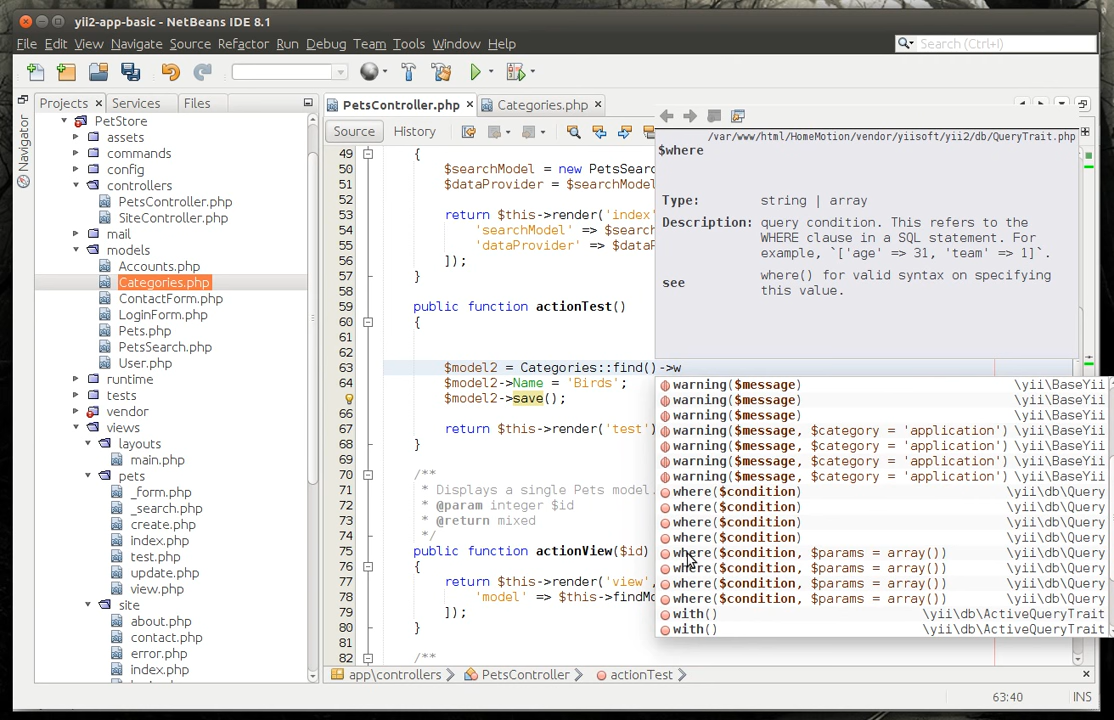 yii2-app-basic - NetBeans IDE 8.1
File Edit View Navigate Source Refactor Run Debug Team Tools Window Help
Search (Ctrl+I)
Projects Services Files
PetsController.php Categories.php
Navigator
PetStore
assets
commands
config
controllers
PetsController.php
SiteController.php
mail
models
Accounts.php
Categories.php
ContactForm.php
LoginForm.php
Pets.php
PetsSearch.php
User.php
runtime
tests
vendor
views
layouts
main.php
pets
_form.php
_search.php
create.php
index.php
test.php
update.php
view.php
site
about.php
contact.php
error.php
index.php
Source History
49 {
50 $searchModel = new PetsSearc
51 $dataProvider = $searchModel
52
53 return $this->render('index'
54 'searchModel' => $search
55 'dataProvider' => $dataP
56 ]);
57 }
58
59 public function actionTest()
60 {
61
62
63 $model2 = Categories::find()->w
64 $model2->Name = 'Birds';
$model2->save();
66
67 return $this->render('test')
68 }
69
70 /**
71 * Displays a single Pets model.
72 * @param integer $id
73 * @return mixed
74 */
75 public function actionView($id)
76 {
77 return $this->render('view',
78 'model' => $this->findMo
79 ]);
80 }
81
82 /**
/var/www/html/HomeMotion/vendor/yiisoft/yii2/db/QueryTrait.php
$where
Type: string | array
Description: query condition. This refers to the
WHERE clause in a SQL statement. For
example, `['age' => 31, 'team' => 1]`.
see where() for valid syntax on specifying
this value.
warning($message) \yii\BaseYii
warning($message) \yii\BaseYii
warning($message) \yii\BaseYii
warning($message, $category = 'application') \yii\BaseYii
warning($message, $category = 'application') \yii\BaseYii
warning($message, $category = 'application') \yii\BaseYii
warning($message, $category = 'application') \yii\BaseYii
where($condition) \yii\db\Query
where($condition) \yii\db\Query
where($condition) \yii\db\Query
where($condition) \yii\db\Query
where($condition, $params = array()) \yii\db\Query
where($condition, $params = array()) \yii\db\Query
where($condition, $params = array()) \yii\db\Query
where($condition, $params = array()) \yii\db\Query
with() \yii\db\ActiveQueryTrait
with() \yii\db\ActiveQueryTrait
app\controllers PetsController actionTest
63:40 INS